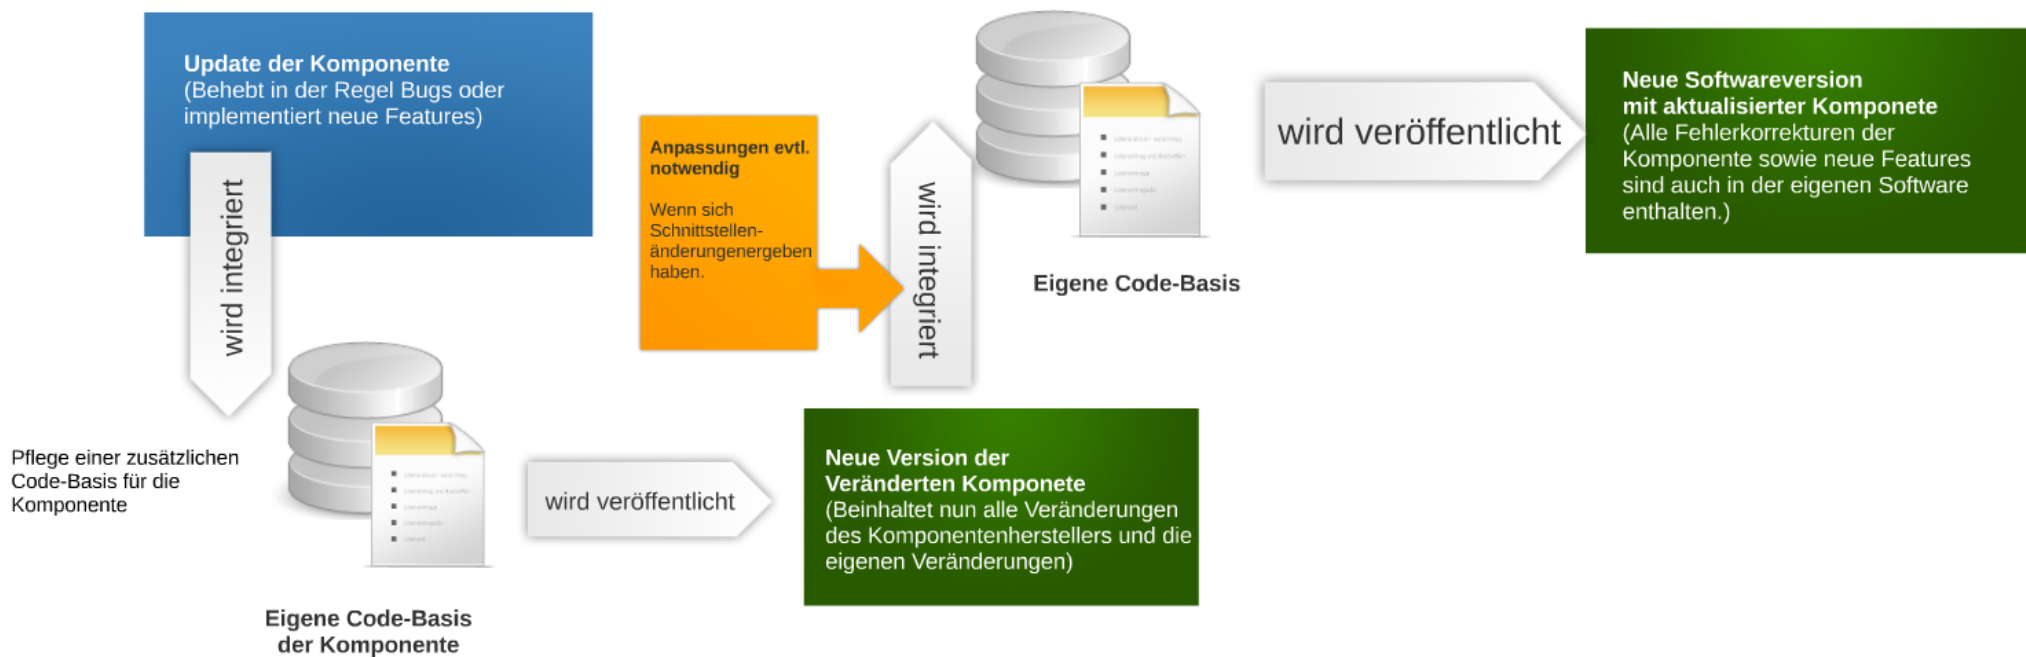 Update der Komponente
(Behebt in der Regel Bugs oder
implementiert neue Features)
wird integriert
Pflege einer zusätzlichen
Code-Basis für die
Komponente
Eigene Code-Basis
der Komponente
wird veröffentlicht
Neue Version der
Veränderten Komponete
(Beinhaltet nun alle Veränderungen
des Komponentenherstellers und die
eigenen Veränderungen)
Anpassungen evtl.
notwendig
Wenn sich
Schnittstellen-
änderungenergeben
haben.
wird integriert
Eigene Code-Basis
wird veröffentlicht
Neue Softwareversion
mit aktualisierter Komponete
(Alle Fehlerkorrekturen der
Komponente sowie neue Features
sind auch in der eigenen Software
enthalten.)